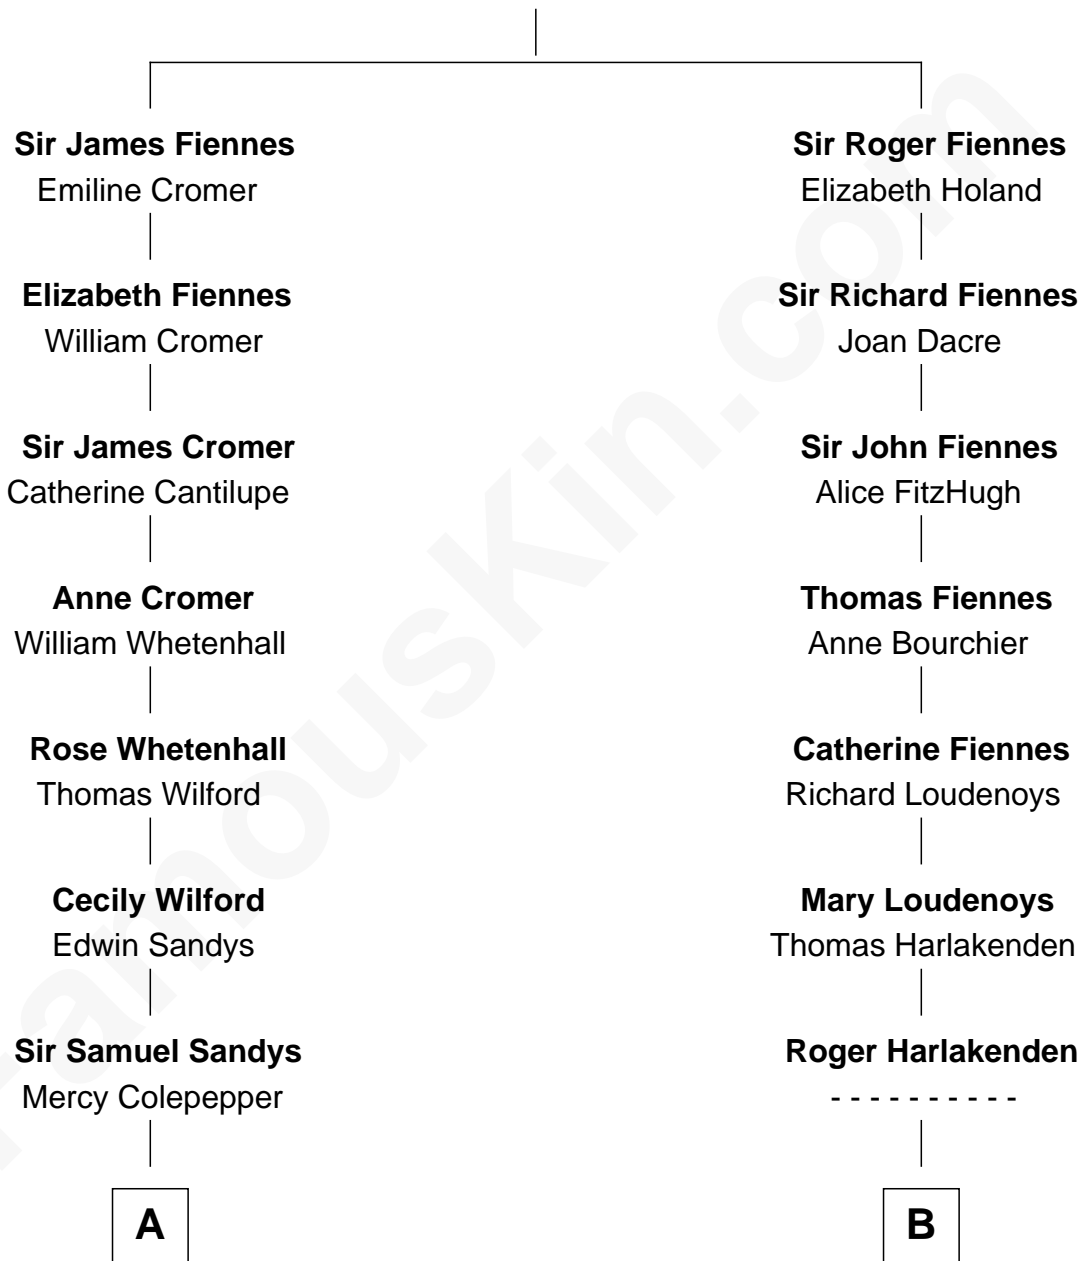 Sir James Fiennes
Emiline Cromer
Elizabeth Fiennes
William Cromer
Sir James Cromer
Catherine Cantilupe
Anne Cromer
William Whetenhall
Rose Whetenhall
Thomas Wilford
Cecily Wilford
Edwin Sandys
Sir Samuel Sandys
Mercy Colepepper
A
Sir Roger Fiennes
Elizabeth Holand
Sir Richard Fiennes
Joan Dacre
Sir John Fiennes
Alice FitzHugh
Thomas Fiennes
Anne Bourchier
Catherine Fiennes
Richard Loudenoys
Mary Loudenoys
Thomas Harlakenden
Roger Harlakenden
- - - - - - - - - -
B
FamousKin.com